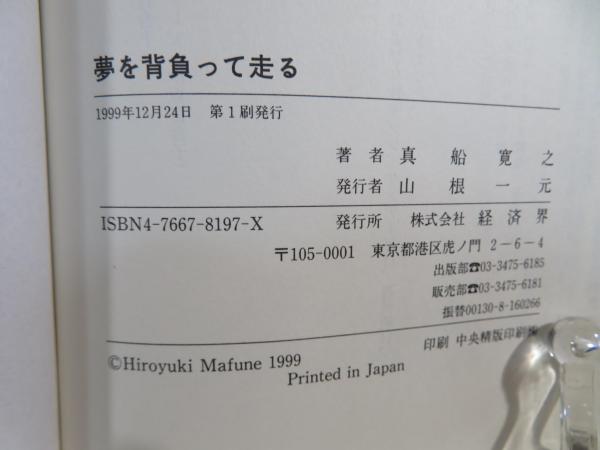 夢を背負って走る
1999年12月24日　第1刷発行
著者　真船寛之
発行者　山根一元
ISBN4-7667-8197-X　発行所　株式会社 経済界
〒105-0001　東京都港区虎ノ門 2-6-4
出版部☎03-3475-6185
販売部☎03-3475-6181
振替00130-8-160266
印刷 中央精版印刷㈱
©Hiroyuki Mafune 1999
Printed in Japan